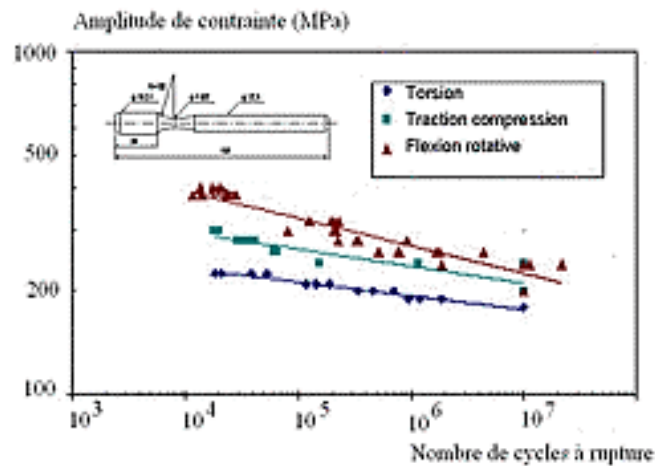 Amplitude de contrainte (MPa)
1000
500
200
100
Torsion
Traction compression
Flexion rotative
10³
10⁴
10⁵
10⁶
10⁷
Nombre de cycles à rupture